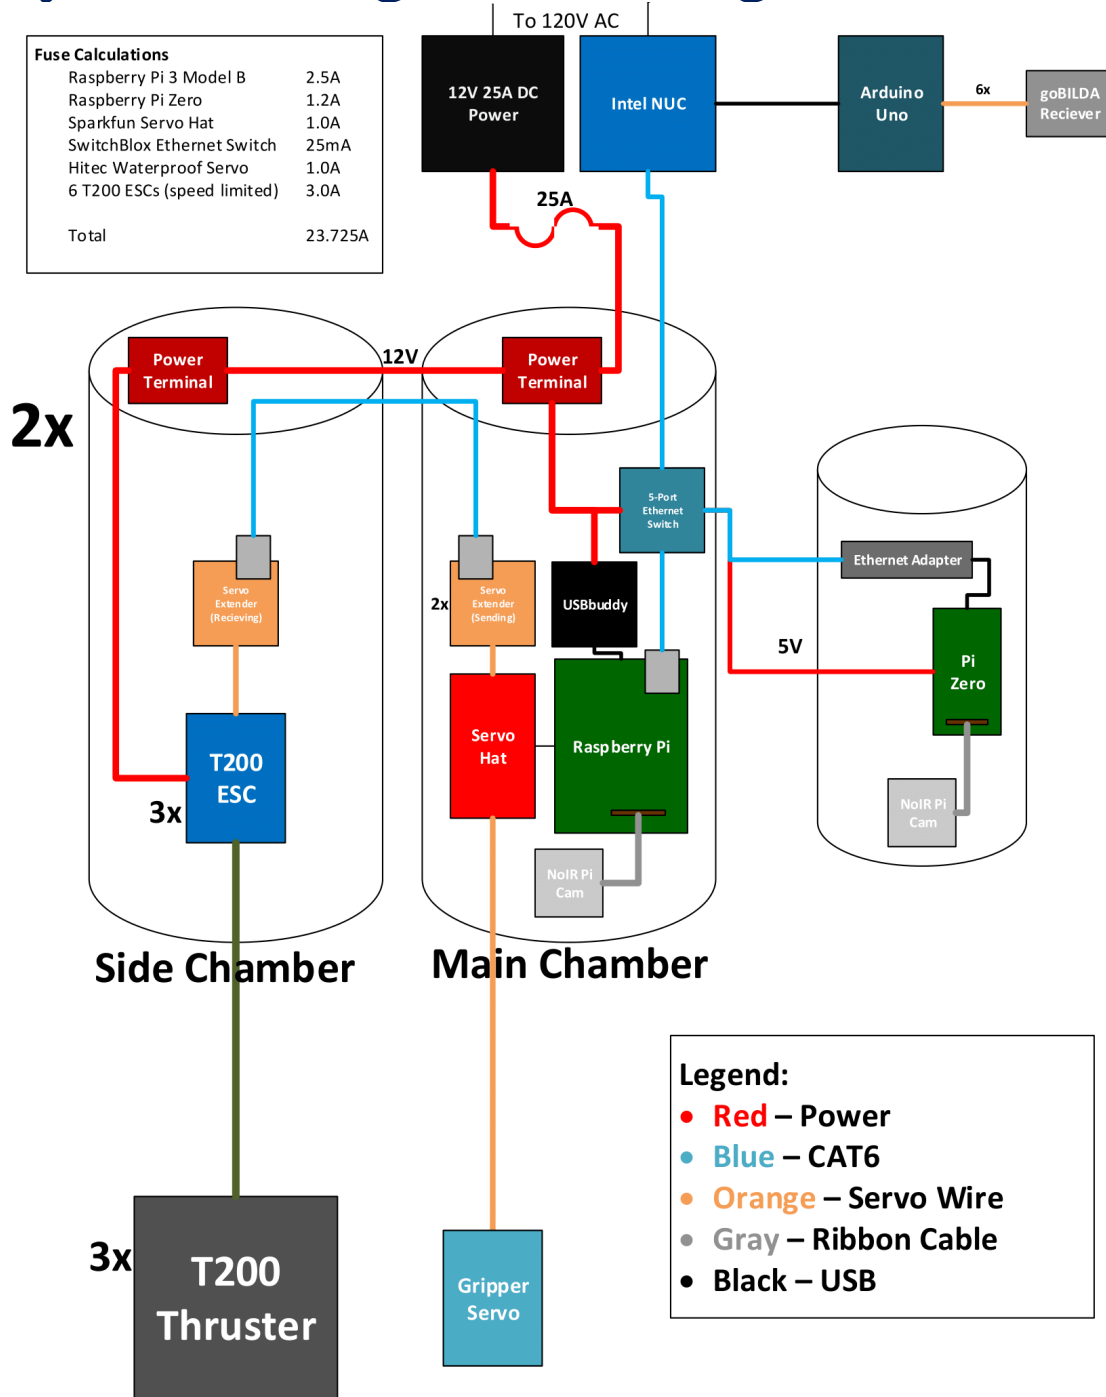 To 120V AC
Fuse Calculations
Raspberry Pi 3 Model B 2.5A
Raspberry Pi Zero 1.2A
Sparkfun Servo Hat 1.0A
SwitchBlox Ethernet Switch 25mA
Hitec Waterproof Servo 1.0A
6 T200 ESCs (speed limited) 3.0A
Total 23.725A
12V 25A DC
Power
Intel NUC
Arduino
Uno
6x
goBILDA
Reciever
25A
Power
Terminal
12V
Power
Terminal
2x
5-Port
Ethernet
Switch
Ethernet Adapter
Servo
Extender
(Recieving)
2x
Servo
Extender
(Sending)
USBbuddy
5V
Pi
Zero
T200
ESC
3x
Servo
Hat
Raspberry Pi
NoIR Pi
Cam
NoIR Pi
Cam
Side Chamber
Main Chamber
3x
T200
Thruster
Gripper
Servo
Legend:
• Red – Power
• Blue – CAT6
• Orange – Servo Wire
• Gray – Ribbon Cable
• Black – USB